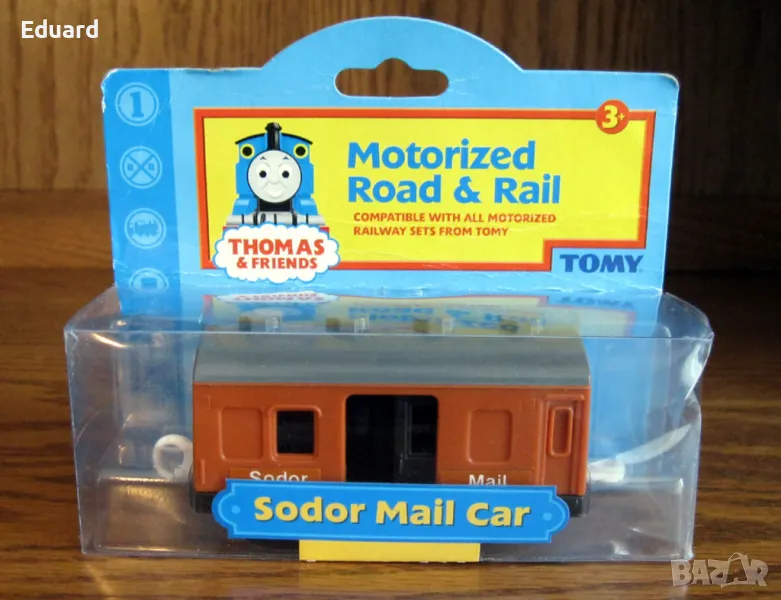 Eduard
1
3+
Motorized
Road & Rail
COMPATIBLE WITH ALL MOTORIZED
RAILWAY SETS FROM TOMY
THOMAS
& FRIENDS
TOMY
Sodor Mail
Sodor Mail Car
BAZAR